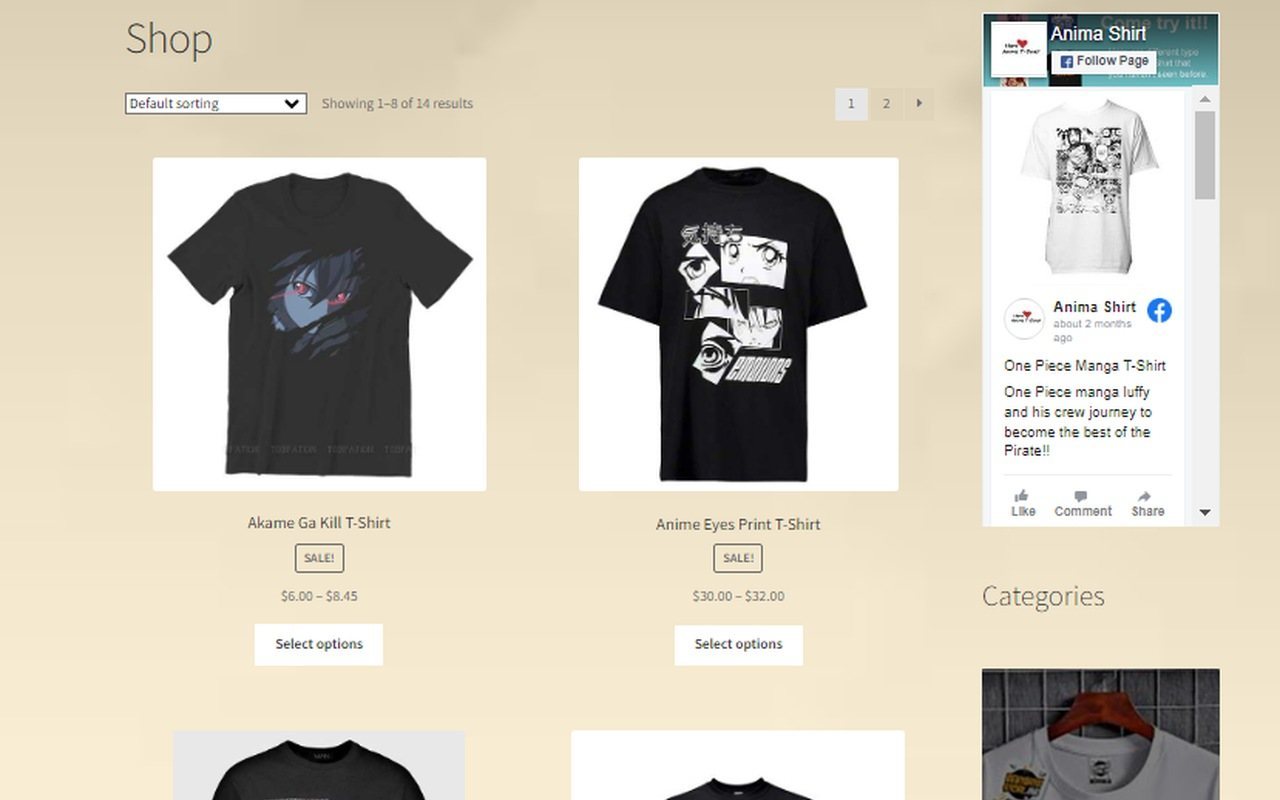 Shop
Default sorting
Showing 1–8 of 14 results
1
2
気持ち
Akame Ga Kill T-Shirt
SALE!
$6.00 – $8.45
Select options
Anime Eyes Print T-Shirt
SALE!
$30.00 – $32.00
Select options
Come try it!!
Anima Shirt
Follow Page
Anima Shirt
about 2 months
ago
One Piece Manga T-Shirt
One Piece manga luffy
and his crew journey to
become the best of the
Pirate!!
Like
Comment
Share
Categories